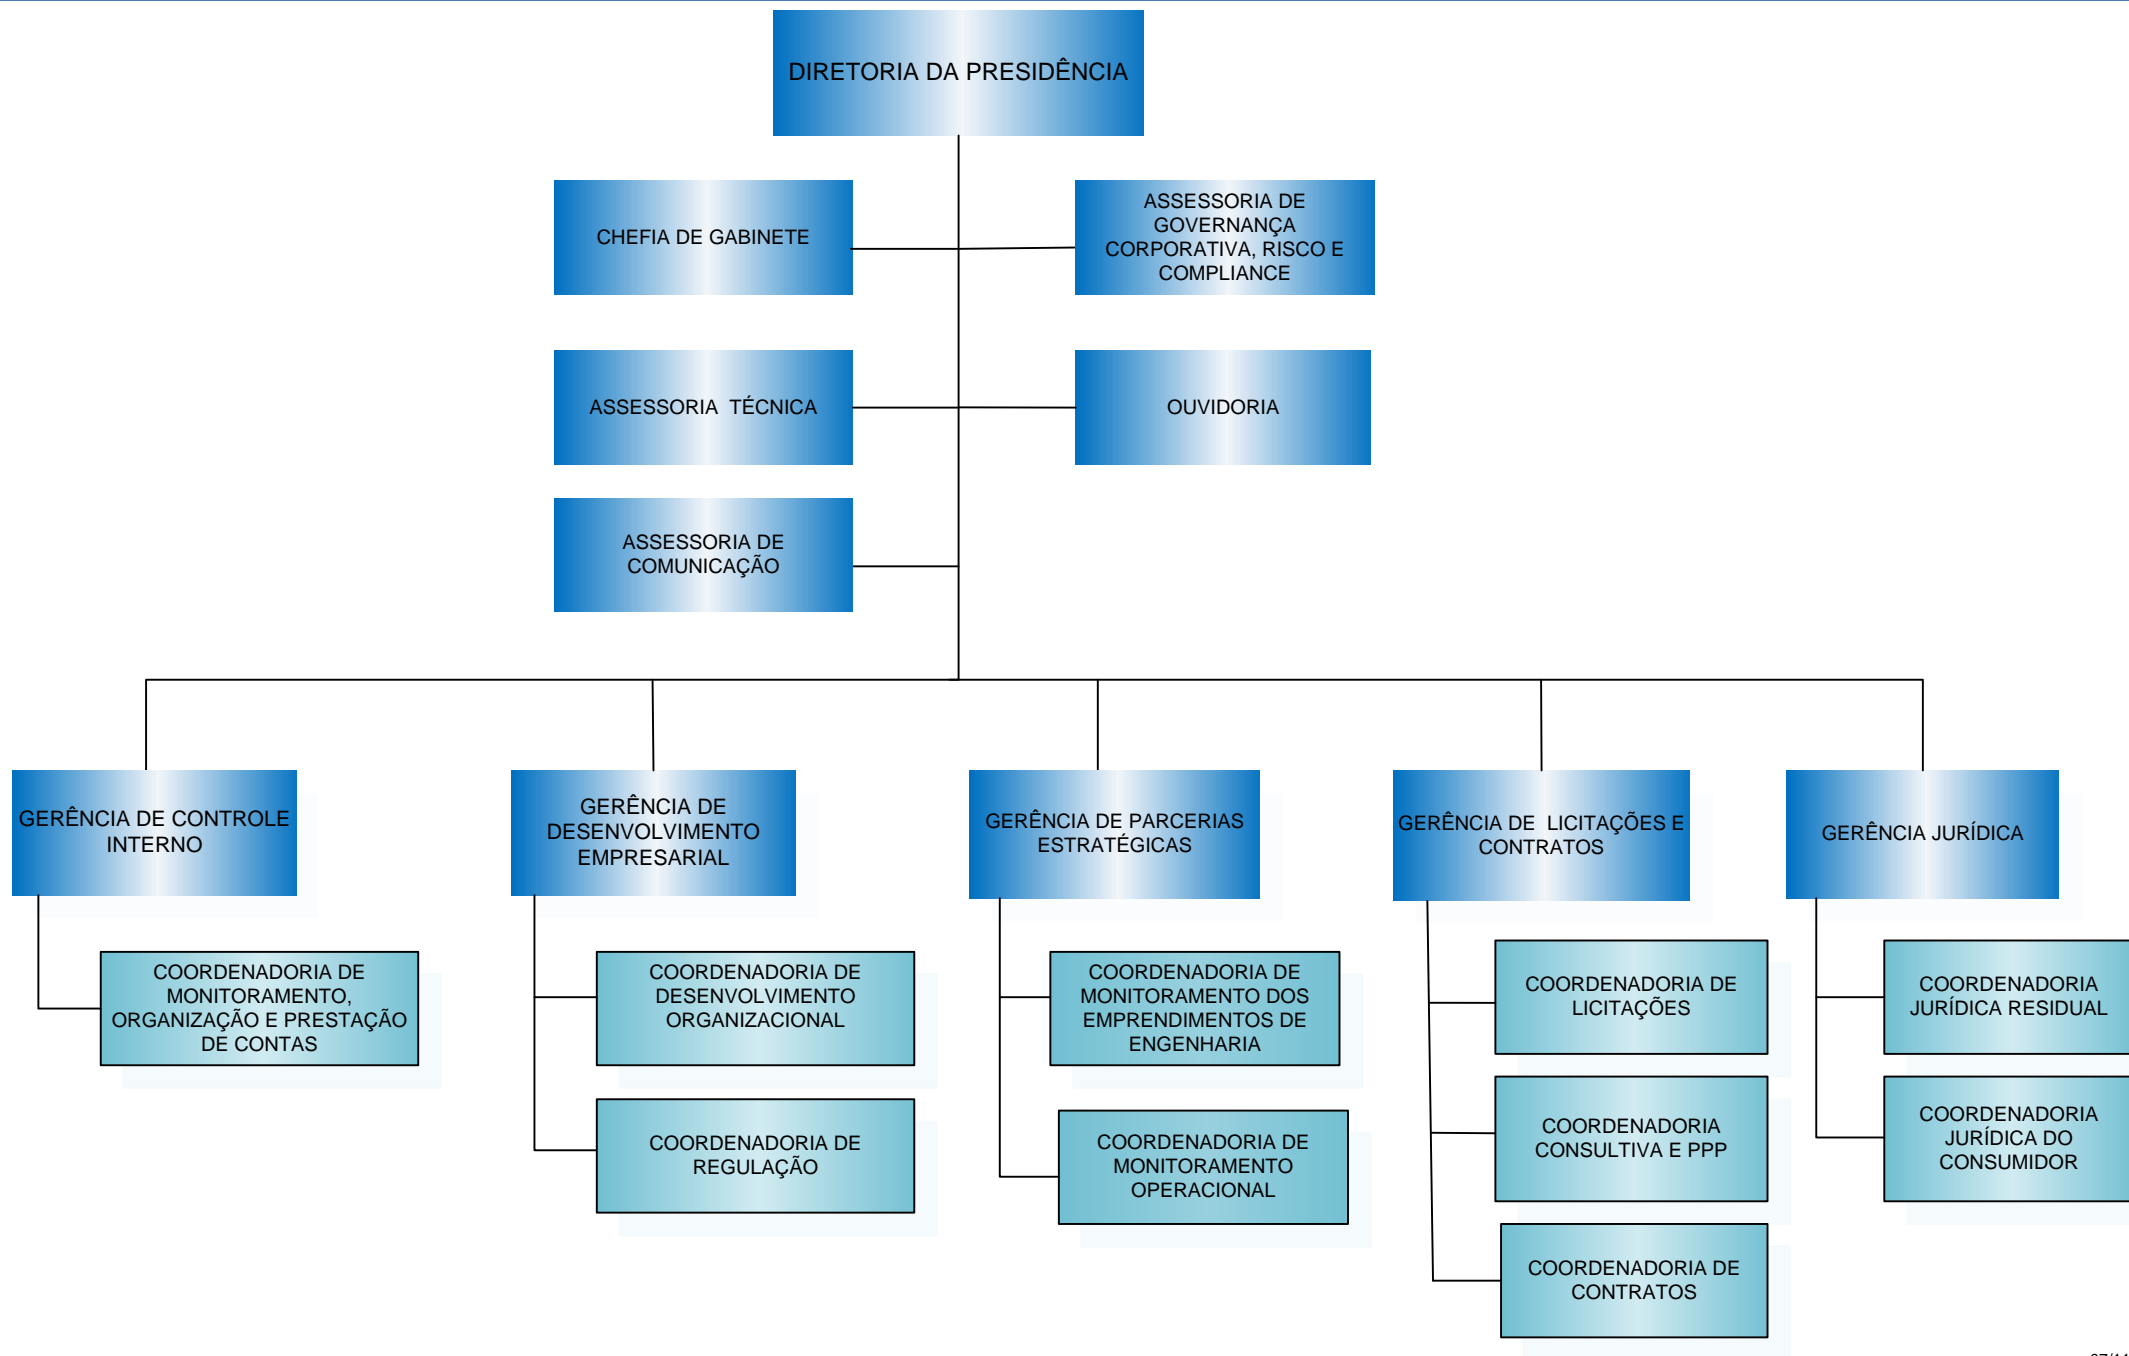 DIRETORIA DA PRESIDÊNCIA
CHEFIA DE GABINETE
ASSESSORIA DE
GOVERNANÇA
CORPORATIVA, RISCO E
COMPLIANCE
ASSESSORIA TÉCNICA
OUVIDORIA
ASSESSORIA DE
COMUNICAÇÃO
GERÊNCIA DE CONTROLE
INTERNO
GERÊNCIA DE
DESENVOLVIMENTO
EMPRESARIAL
GERÊNCIA DE PARCERIAS
ESTRATÉGICAS
GERÊNCIA DE LICITAÇÕES E
CONTRATOS
GERÊNCIA JURÍDICA
COORDENADORIA DE
MONITORAMENTO,
ORGANIZAÇÃO E PRESTAÇÃO
DE CONTAS
COORDENADORIA DE
DESENVOLVIMENTO
ORGANIZACIONAL
COORDENADORIA DE
REGULAÇÃO
COORDENADORIA DE
MONITORAMENTO DOS
EMPRENDIMENTOS DE
ENGENHARIA
COORDENADORIA DE
MONITORAMENTO
OPERACIONAL
COORDENADORIA DE
LICITAÇÕES
COORDENADORIA
CONSULTIVA E PPP
COORDENADORIA DE
CONTRATOS
COORDENADORIA
JURÍDICA RESIDUAL
COORDENADORIA
JURÍDICA DO
CONSUMIDOR